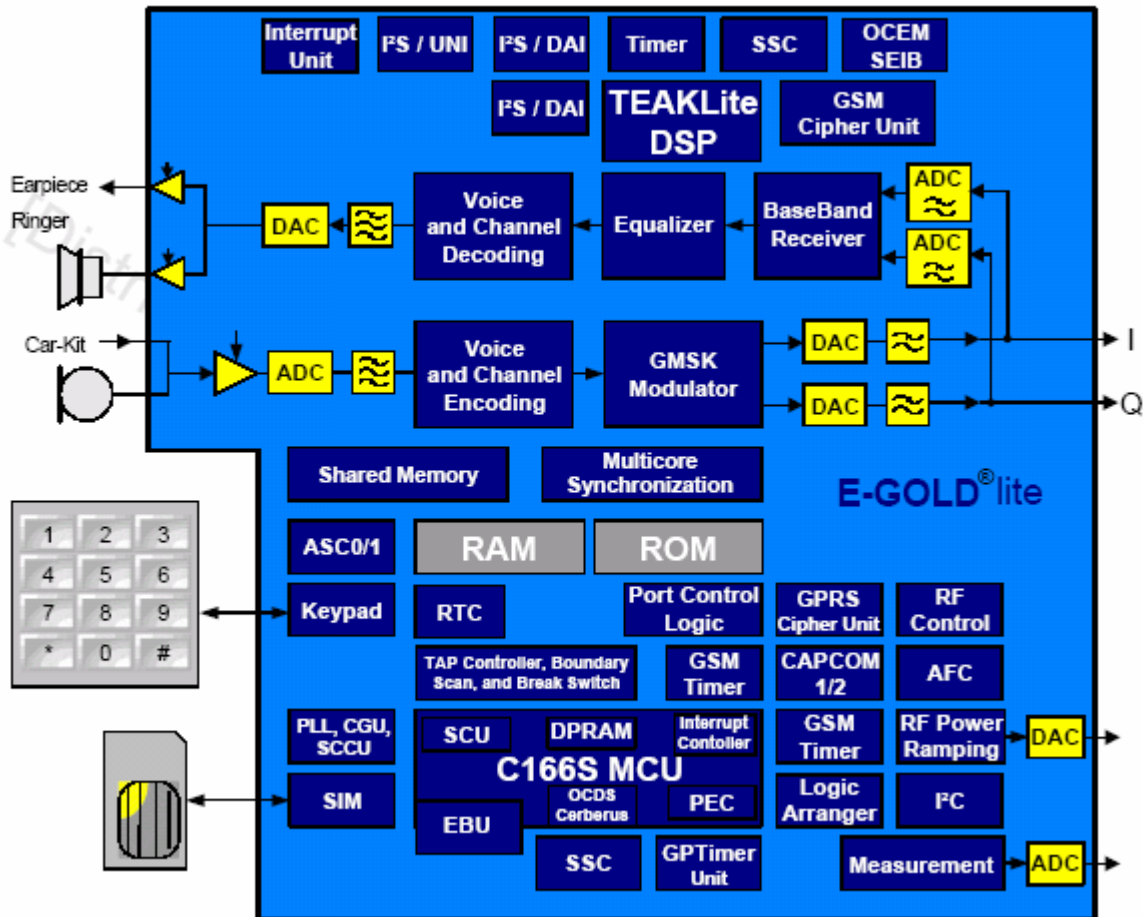 Interrupt
Unit
I²S / UNI
I²S / DAI
Timer
SSC
OCEM
SEIB
I²S / DAI
TEAKLite
DSP
GSM
Cipher Unit
Earpiece
Ringer
DAC
Voice
and Channel
Decoding
Equalizer
BaseBand
Receiver
ADC
ADC
Car-Kit
ADC
Voice
and Channel
Encoding
GMSK
Modulator
DAC
DAC
I
Q
Shared Memory
Multicore
Synchronization
E-GOLD®lite
1 2 3
4 5 6
7 8 9
* 0 #
ASC0/1
RAM
ROM
Keypad
RTC
Port Control
Logic
GPRS
Cipher Unit
RF
Control
TAP Controller, Boundary
Scan, and Break Switch
GSM
Timer
CAPCOM
1/2
AFC
PLL, CGU,
SCCU
SCU
DPRAM
Interrupt
Contoller
C166S MCU
OCDS
Cerberus
PEC
EBU
GSM
Timer
RF Power
Ramping
DAC
SIM
Logic
Arranger
I²C
SSC
GPTimer
Unit
Measurement
ADC